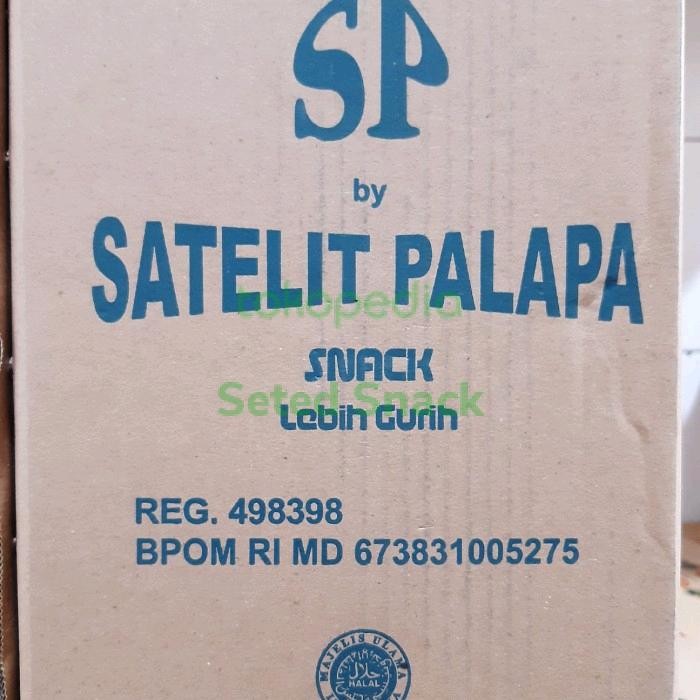 SP
by
SATELIT PALAPA
tokopedia
SNACK
Seted Snack
Lebih Gurih
REG. 498398
BPOM RI MD 673831005275
MAJELIS ULAMA
حلال
HALAL